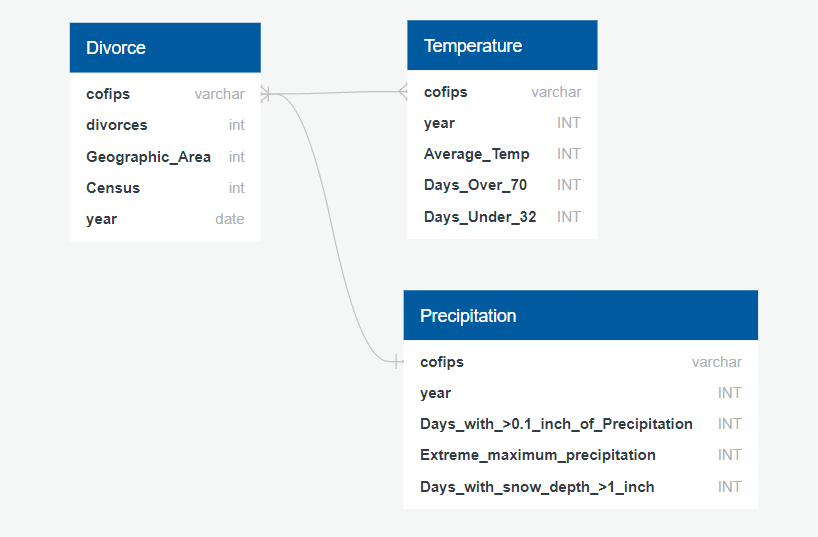 Divorce
cofips varchar
divorces int
Geographic_Area int
Census int
year date
Temperature
cofips varchar
year INT
Average_Temp INT
Days_Over_70 INT
Days_Under_32 INT
Precipitation
cofips varchar
year INT
Days_with_>0.1_inch_of_Precipitation INT
Extreme_maximum_precipitation INT
Days_with_snow_depth_>1_inch INT